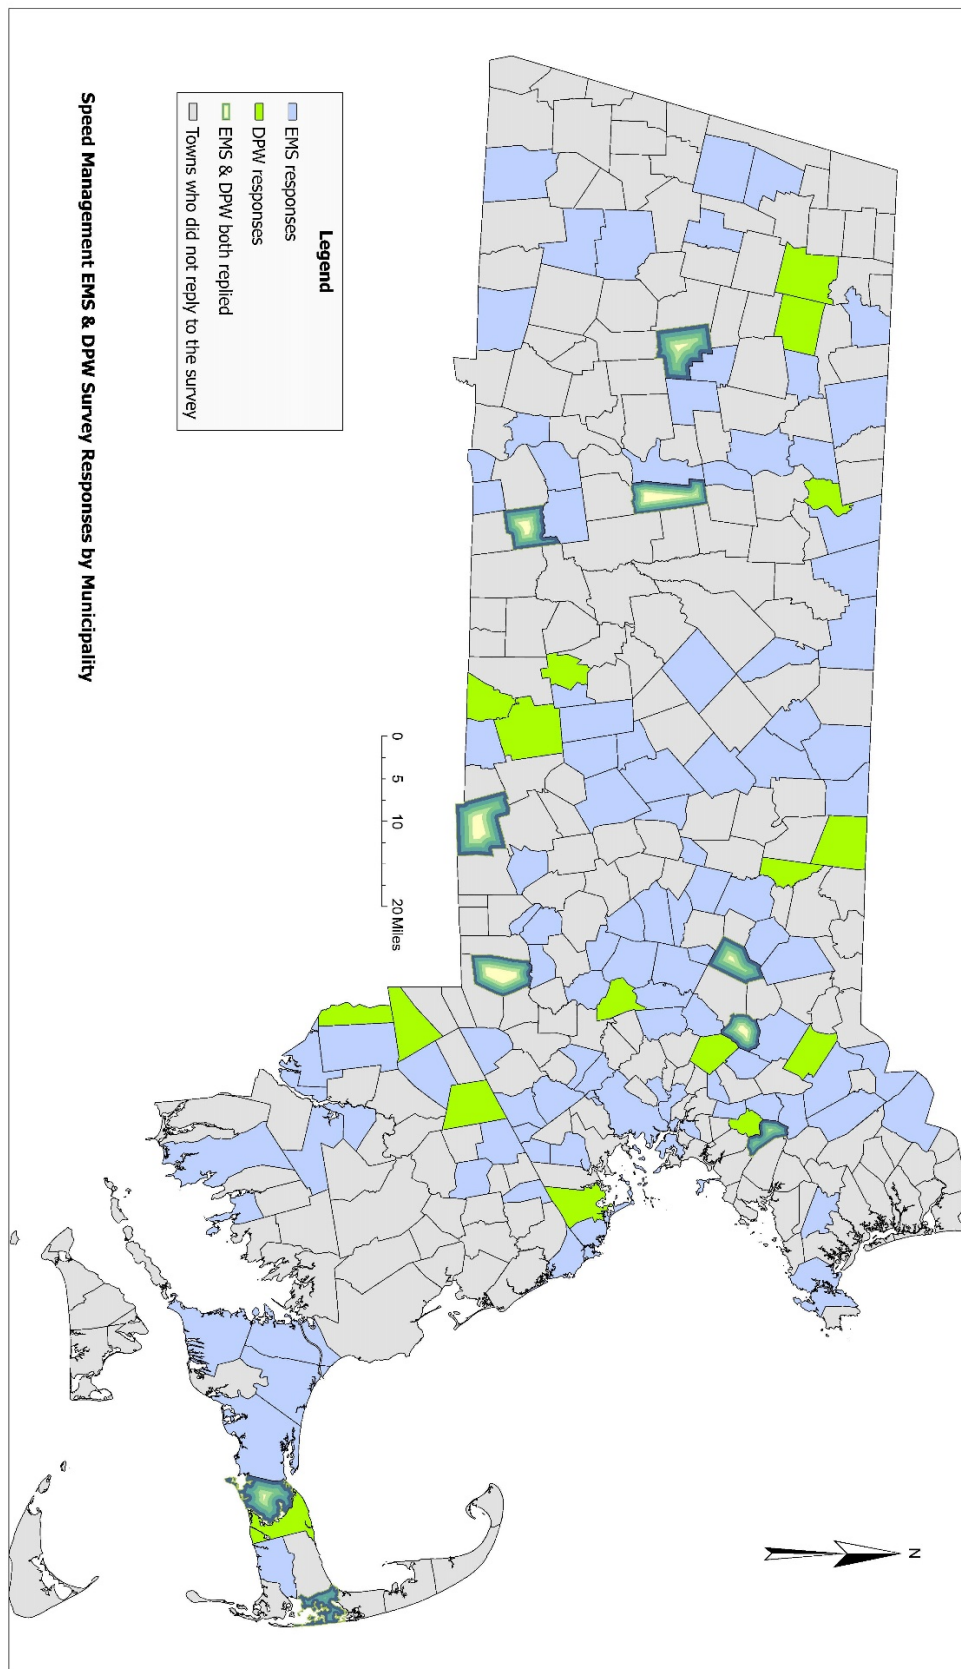 Legend
EMS responses
DPW responses
EMS & DPW both replied
Towns who did not reply to the survey
0 5 10 20 Miles
N
Speed Management EMS & DPW Survey Responses by Municipality